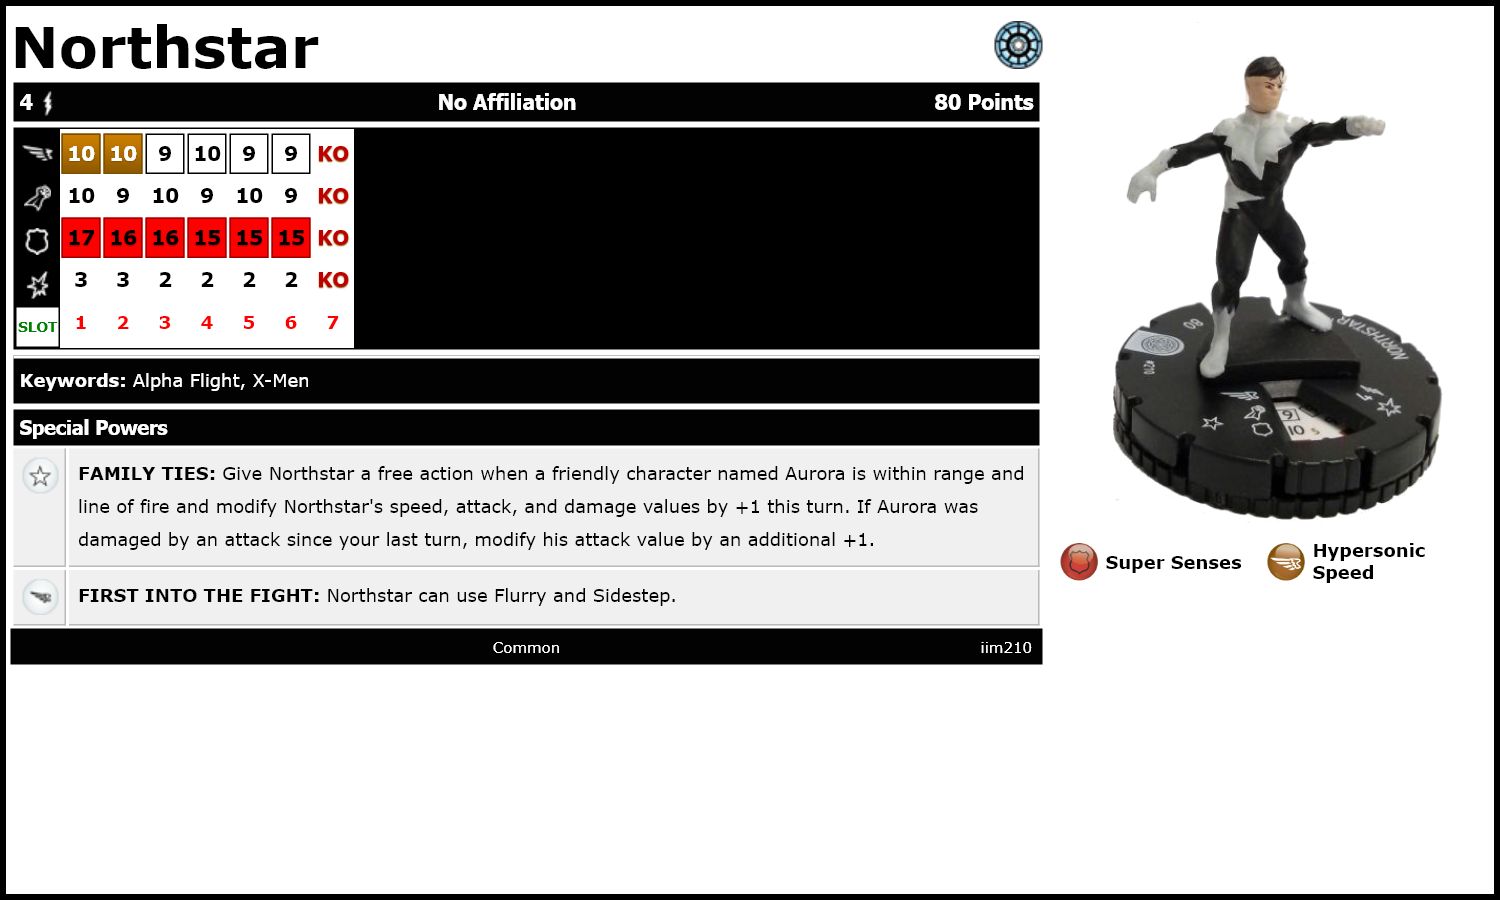 Northstar
4 No Affiliation 80 Points
10 10 9 10 9 9 KO
10 9 10 9 10 9 KO
17 16 16 15 15 15 KO
3 3 2 2 2 2 KO
SLOT 1 2 3 4 5 6 7
Keywords: Alpha Flight, X-Men
Special Powers
FAMILY TIES: Give Northstar a free action when a friendly character named Aurora is within range and
line of fire and modify Northstar's speed, attack, and damage values by +1 this turn. If Aurora was
damaged by an attack since your last turn, modify his attack value by an additional +1.
FIRST INTO THE FIGHT: Northstar can use Flurry and Sidestep.
Common iim210
80
NORTHSTAR
#210
9
10 5
Super Senses
Hypersonic
Speed